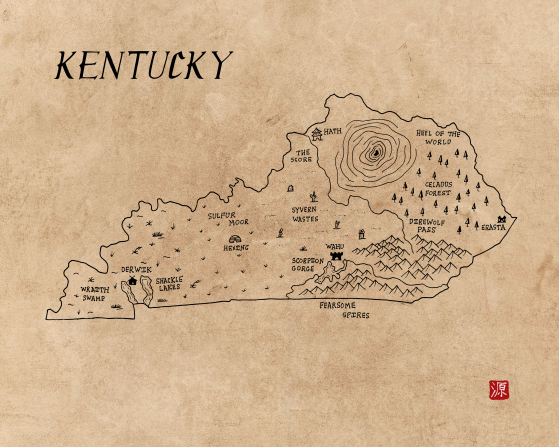 KENTUCKY
HATH
HEEL OF THE
WORLD
THE
SCORE
CELADUS
FOREST
SULFUR
MOOR
SYVERN
WASTES
DIREWOLF
PASS
ERASTA
HEXENG
WAHU
SCORPION
GORGE
DERWIK
WRAITH
SWAMP
SHACKLE
LAKES
FEARSOME
SPIRES
源